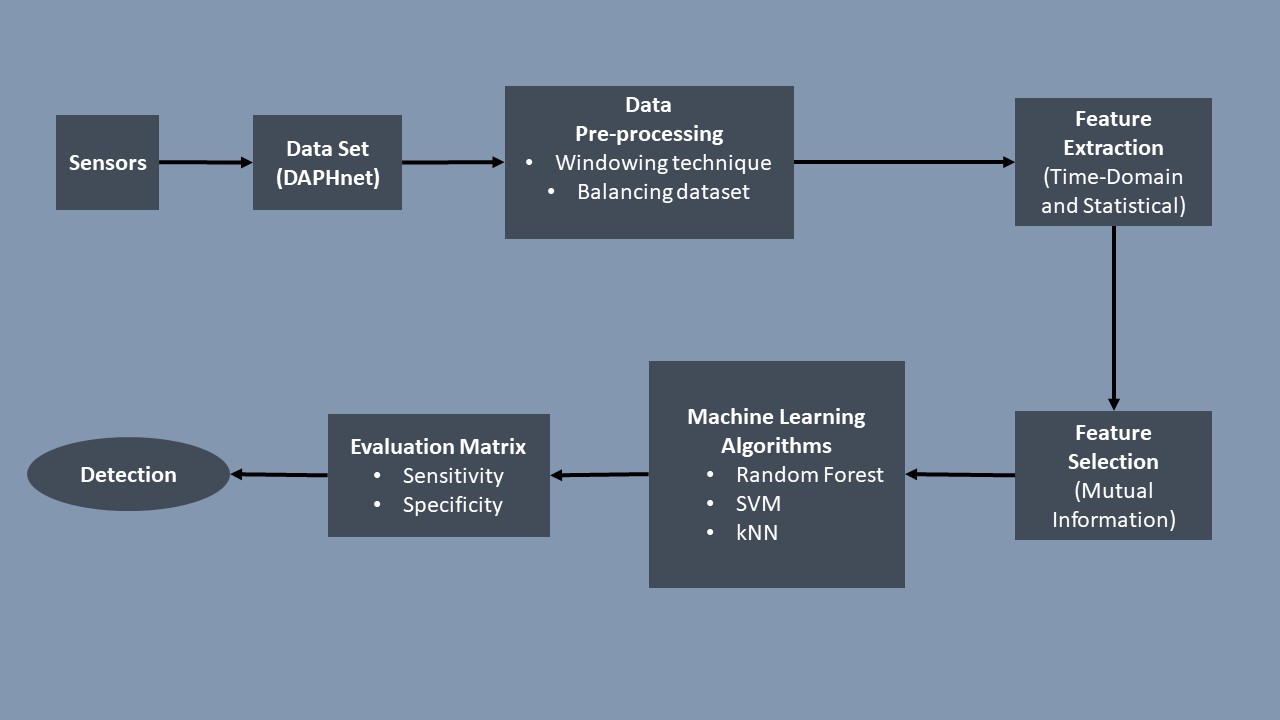 Sensors
Data Set
(DAPHnet)
Data
Pre-processing
• Windowing technique
• Balancing dataset
Feature
Extraction
(Time-Domain
and Statistical)
Feature
Selection
(Mutual
Information)
Machine Learning
Algorithms
• Random Forest
• SVM
• kNN
Evaluation Matrix
• Sensitivity
• Specificity
Detection